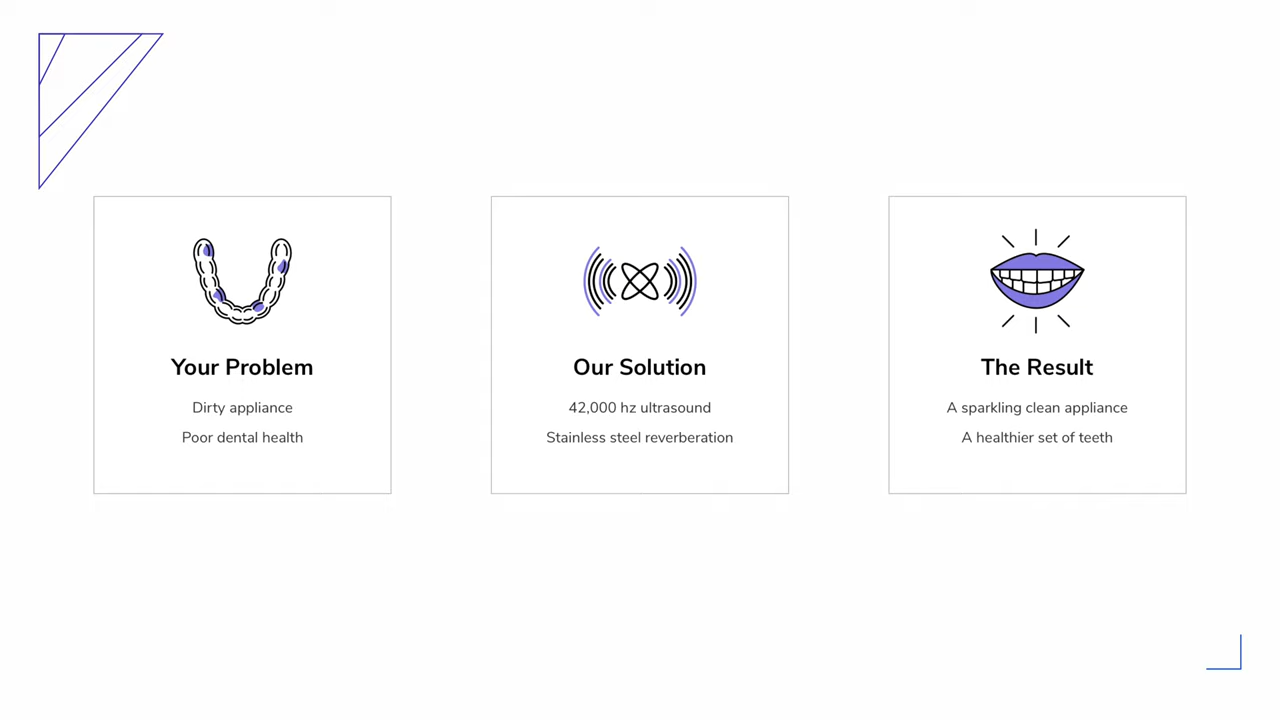 Your Problem
Dirty appliance
Poor dental health
Our Solution
42,000 hz ultrasound
Stainless steel reverberation
The Result
A sparkling clean appliance
A healthier set of teeth